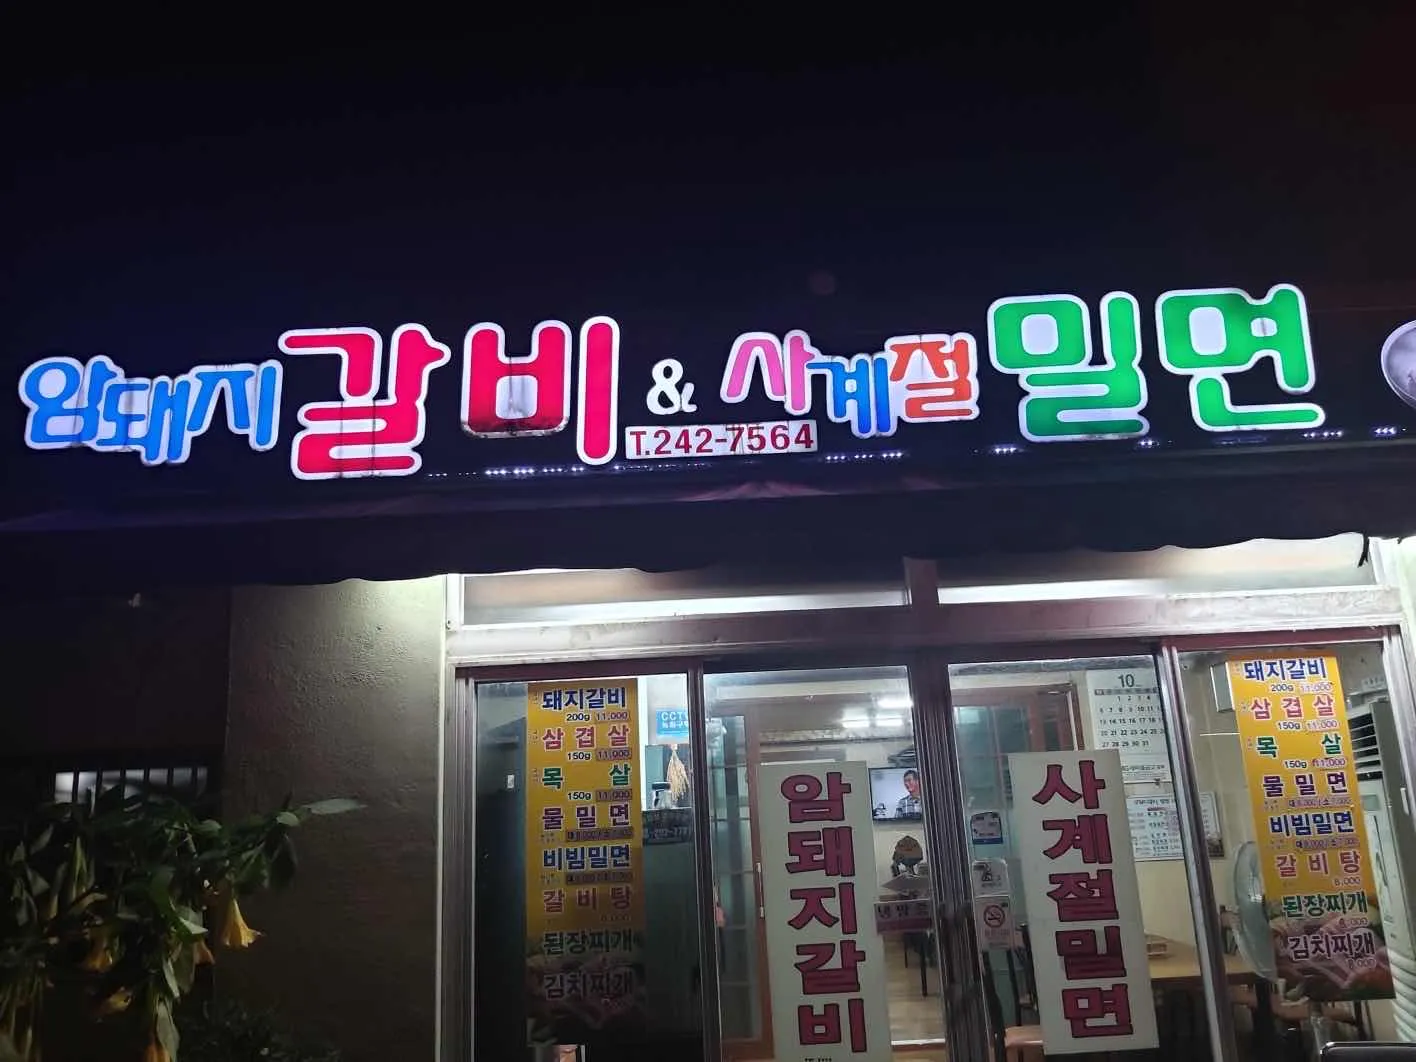 암돼지갈비 & 사계절밀면
T.242-7564
돼지갈비
200g 11,000
삼겹살
150g 11,000
목살
150g 11,000
물밀면
비빔밀면
갈비탕
8,000
된장찌개
김치찌개
CCTV
암돼지갈비
냉방중
10
사계절밀면
돼지갈비
200g 11,000
삼겹살
150g 11,000
목살
150g 11,000
물밀면
비빔밀면
갈비탕
8,000
된장찌개
김치찌개